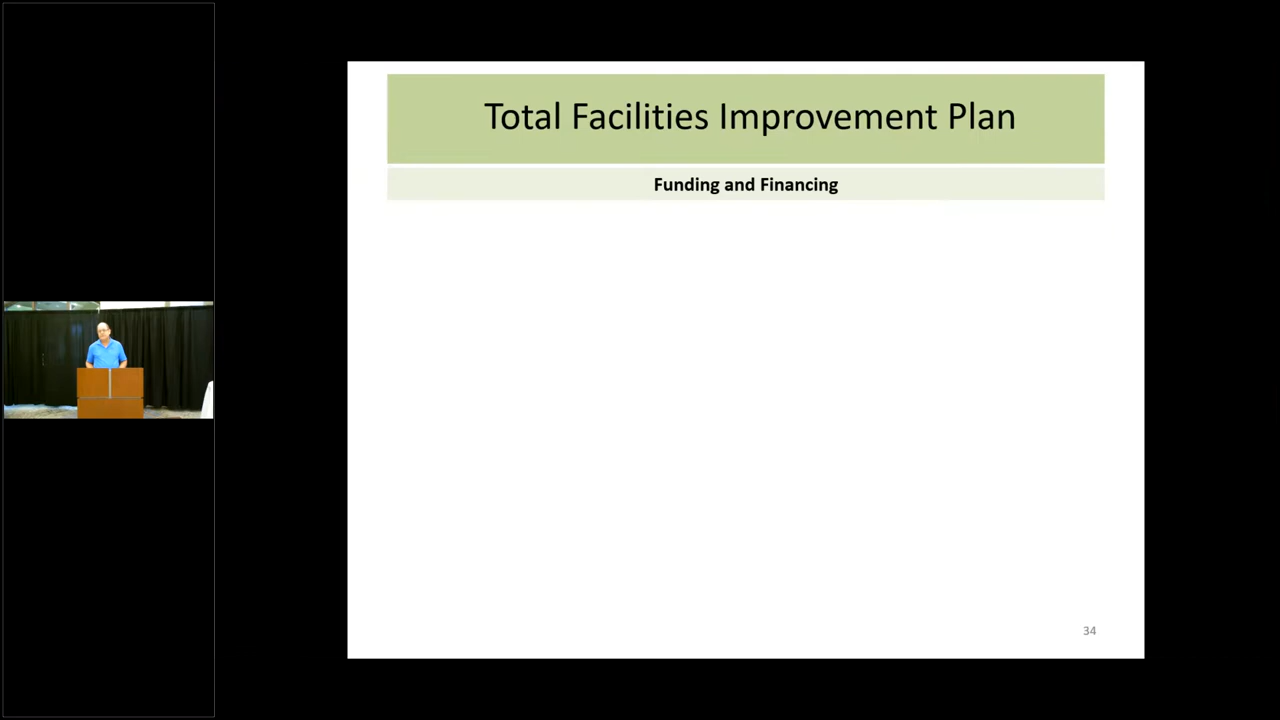 Total Facilities Improvement Plan
Funding and Financing
34